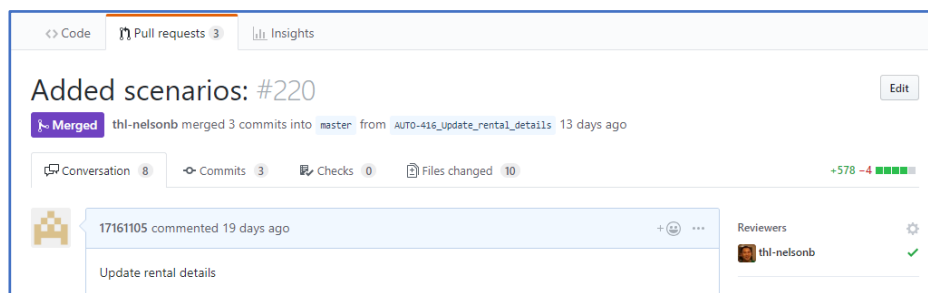 <> Code Pull requests 3 Insights
Added scenarios: #220
Edit
Merged thl-nelsonb merged 3 commits into master from AUTO-416_Update_rental_details 13 days ago
Conversation 8 Commits 3 Checks 0 Files changed 10 +578 −4
17161105 commented 19 days ago
Reviewers
thl-nelsonb
Update rental details